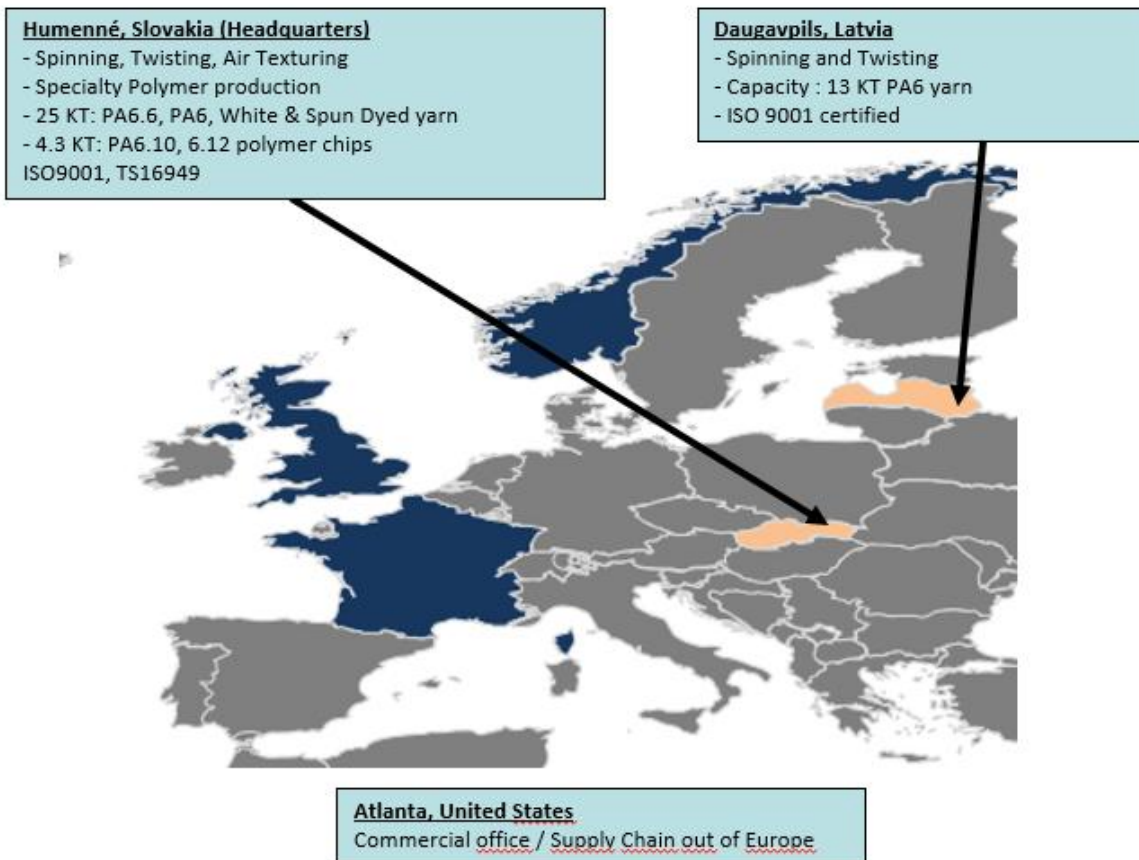 Humenné, Slovakia (Headquarters)
- Spinning, Twisting, Air Texturing
- Specialty Polymer production
- 25 KT: PA6.6, PA6, White & Spun Dyed yarn
- 4.3 KT: PA6.10, 6.12 polymer chips
ISO9001, TS16949
Daugavpils, Latvia
- Spinning and Twisting
- Capacity : 13 KT PA6 yarn
- ISO 9001 certified
Atlanta, United States
Commercial office / Supply Chain out of Europe